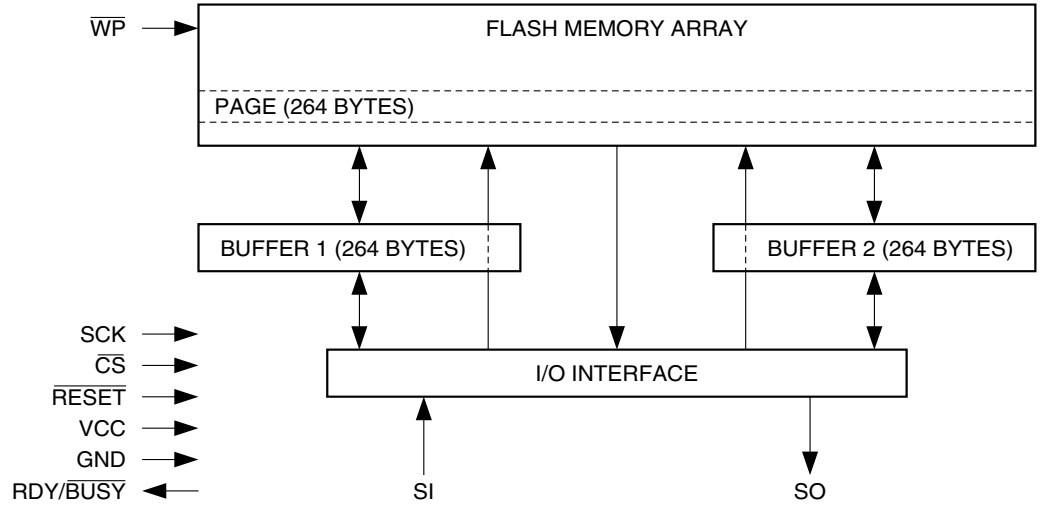 WP
FLASH MEMORY ARRAY
PAGE (264 BYTES)
BUFFER 1 (264 BYTES)
BUFFER 2 (264 BYTES)
SCK
CS
RESET
VCC
GND
RDY/BUSY
I/O INTERFACE
SI
SO